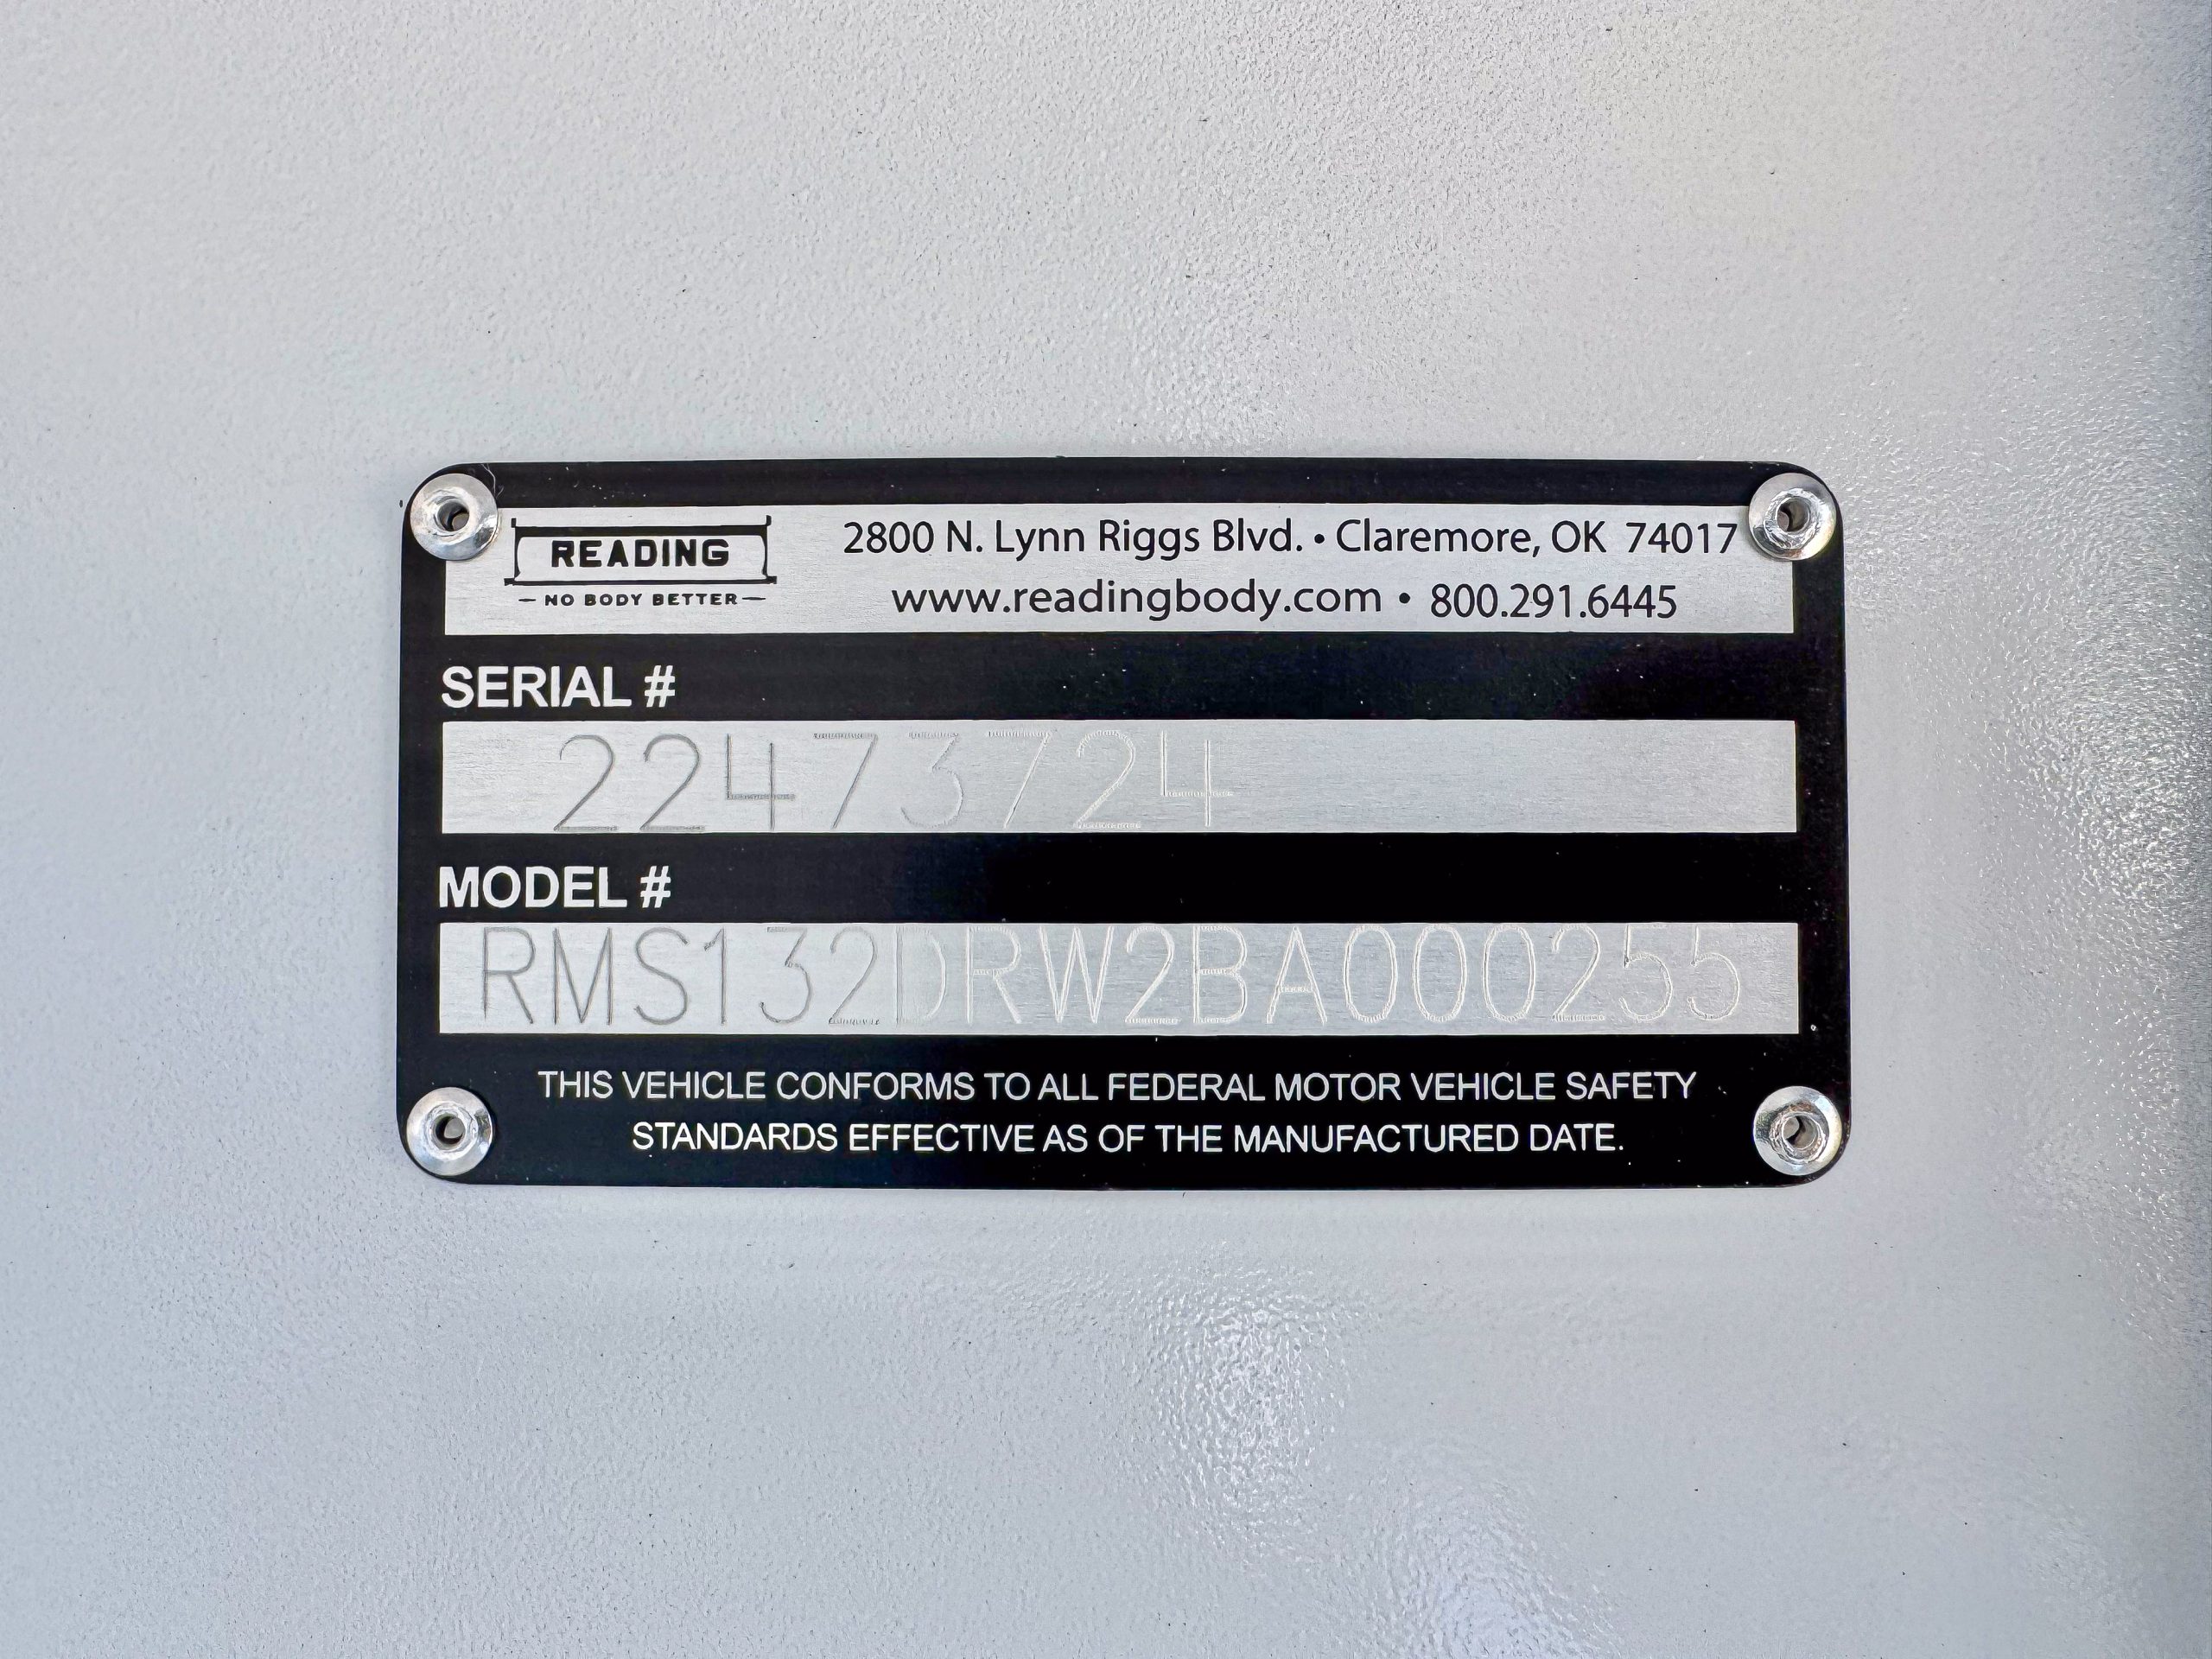 READING
— NO BODY BETTER —
2800 N. Lynn Riggs Blvd. • Claremore, OK 74017
www.readingbody.com • 800.291.6445
SERIAL #
22473724
MODEL #
RMS132DRW2BA000255
THIS VEHICLE CONFORMS TO ALL FEDERAL MOTOR VEHICLE SAFETY
STANDARDS EFFECTIVE AS OF THE MANUFACTURED DATE.